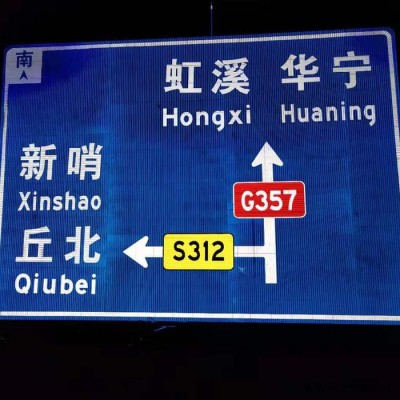 南
虹溪 华宁
Hongxi Huaning
新哨
Xinshao
G357
丘北
S312
Qiubei